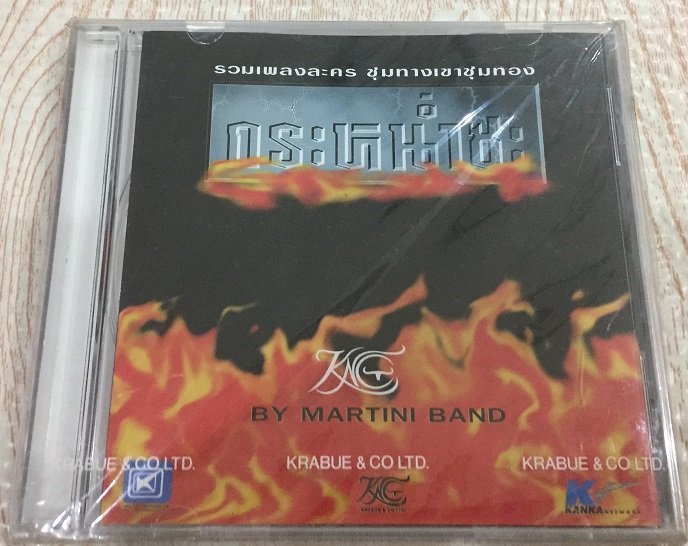 รวมเพลงละคร ชุมทางเขาชุมทอง
กระหน่ำซะ
BY MARTINI BAND
KRABUE & CO LTD. KRABUE & CO LTD. KRABUE & CO LTD.
KANKA NETWORK